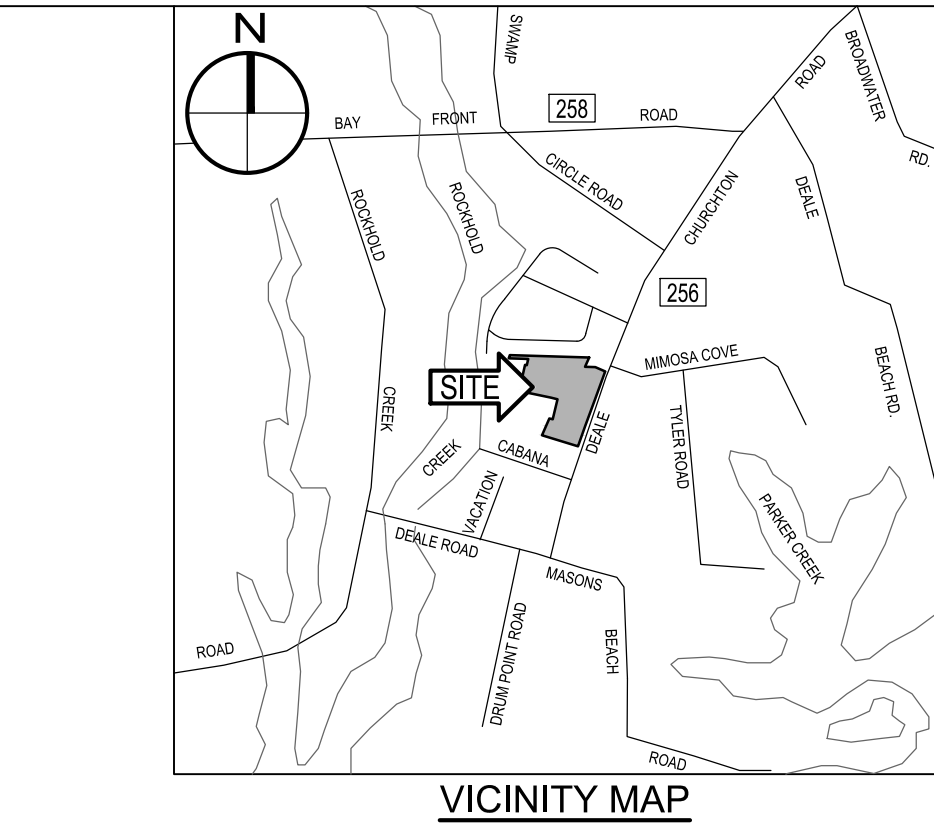 N
SWAMP
BROADWATER
RD.
ROAD
258
BAY
FRONT
ROAD
CIRCLE ROAD
ROCKHOLD
ROCKHOLD
CHURCHTON
DEALE
256
MIMOSA COVE
BEACH RD.
SITE
CREEK
DEALE
TYLER ROAD
CREEK
CABANA
VACATION
PARKER CREEK
DEALE ROAD
MASONS
DRUM POINT ROAD
BEACH
ROAD
ROAD
VICINITY MAP